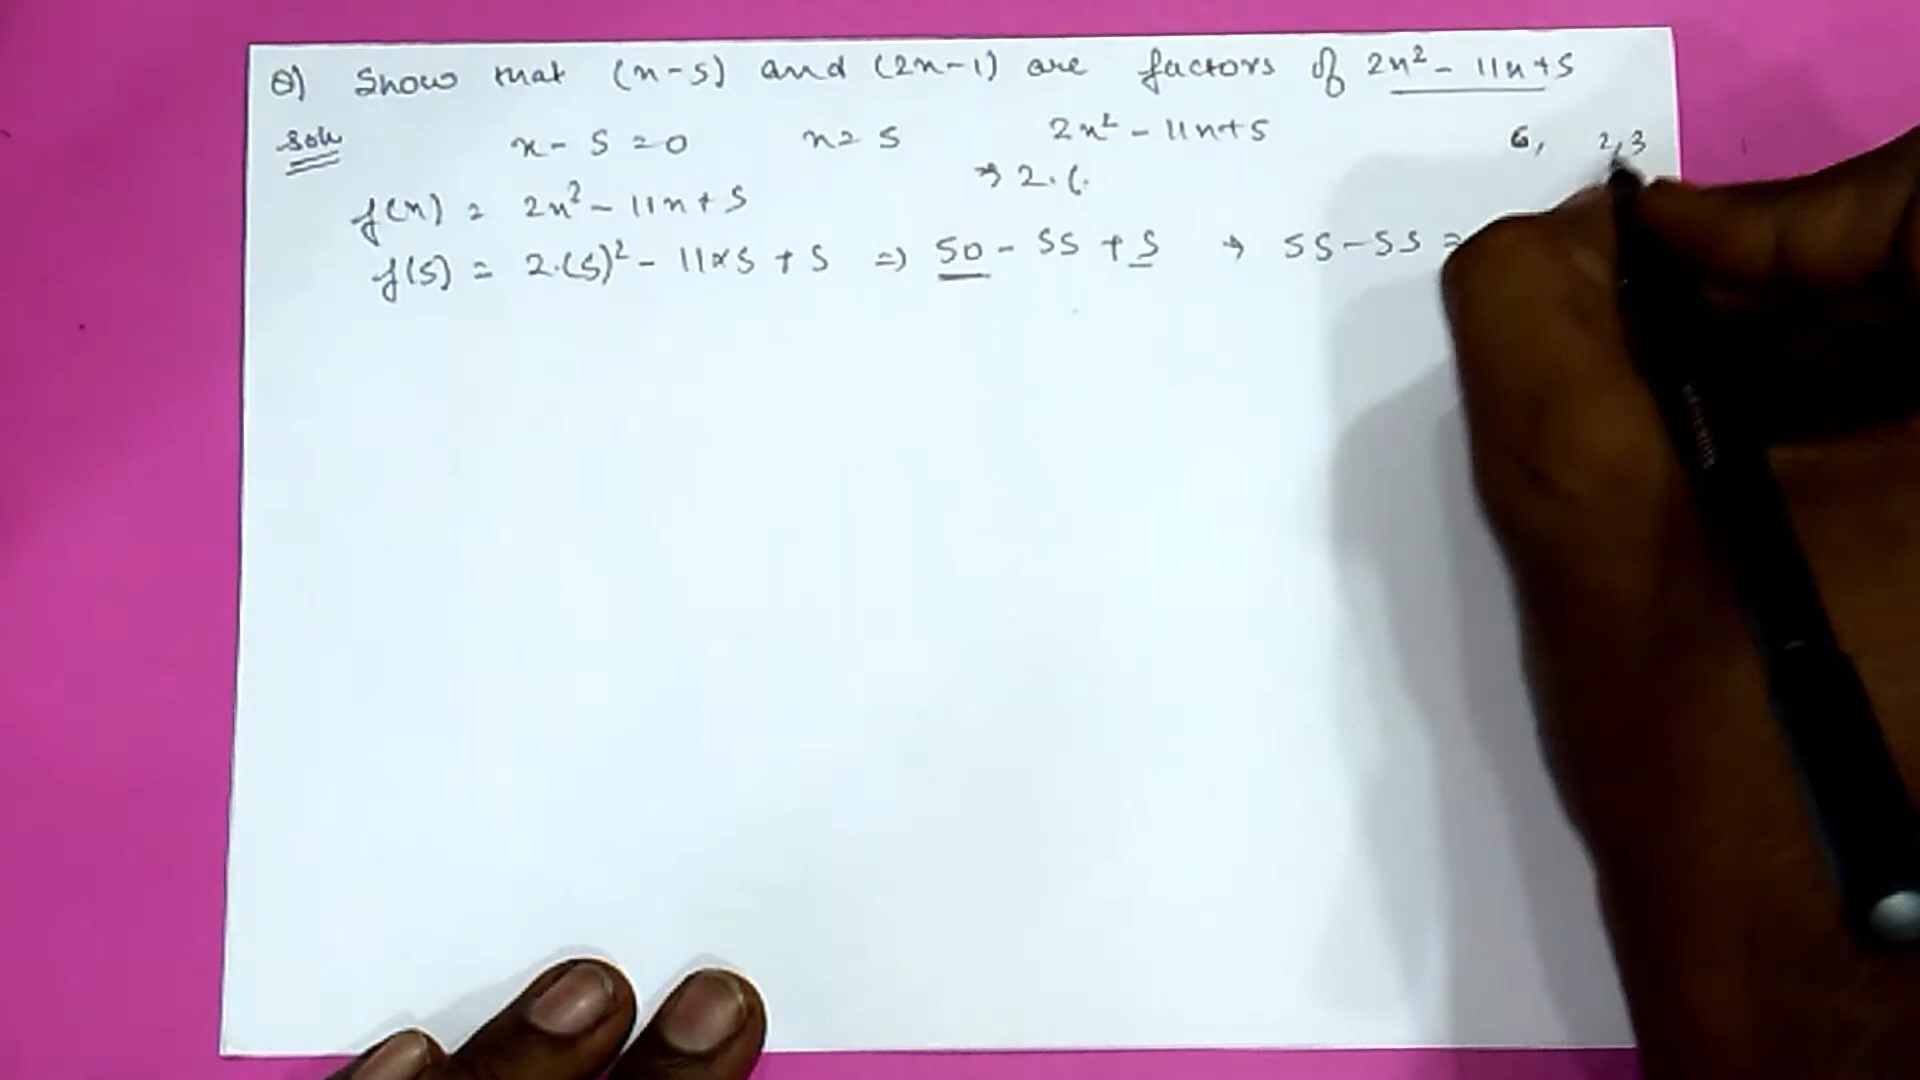 Q) Show that (x-5) and (2x-1) are factors of 2x² - 11x+5
Soln x - 5 = 0 x = 5 2x² - 11x+5 6, 2,3
⇒ 2.(.
f(x) = 2x² - 11x + 5
f(5) = 2.(5)² - 11×5 + 5 ⇒ 50 - 55 + 5 → 55-55 =